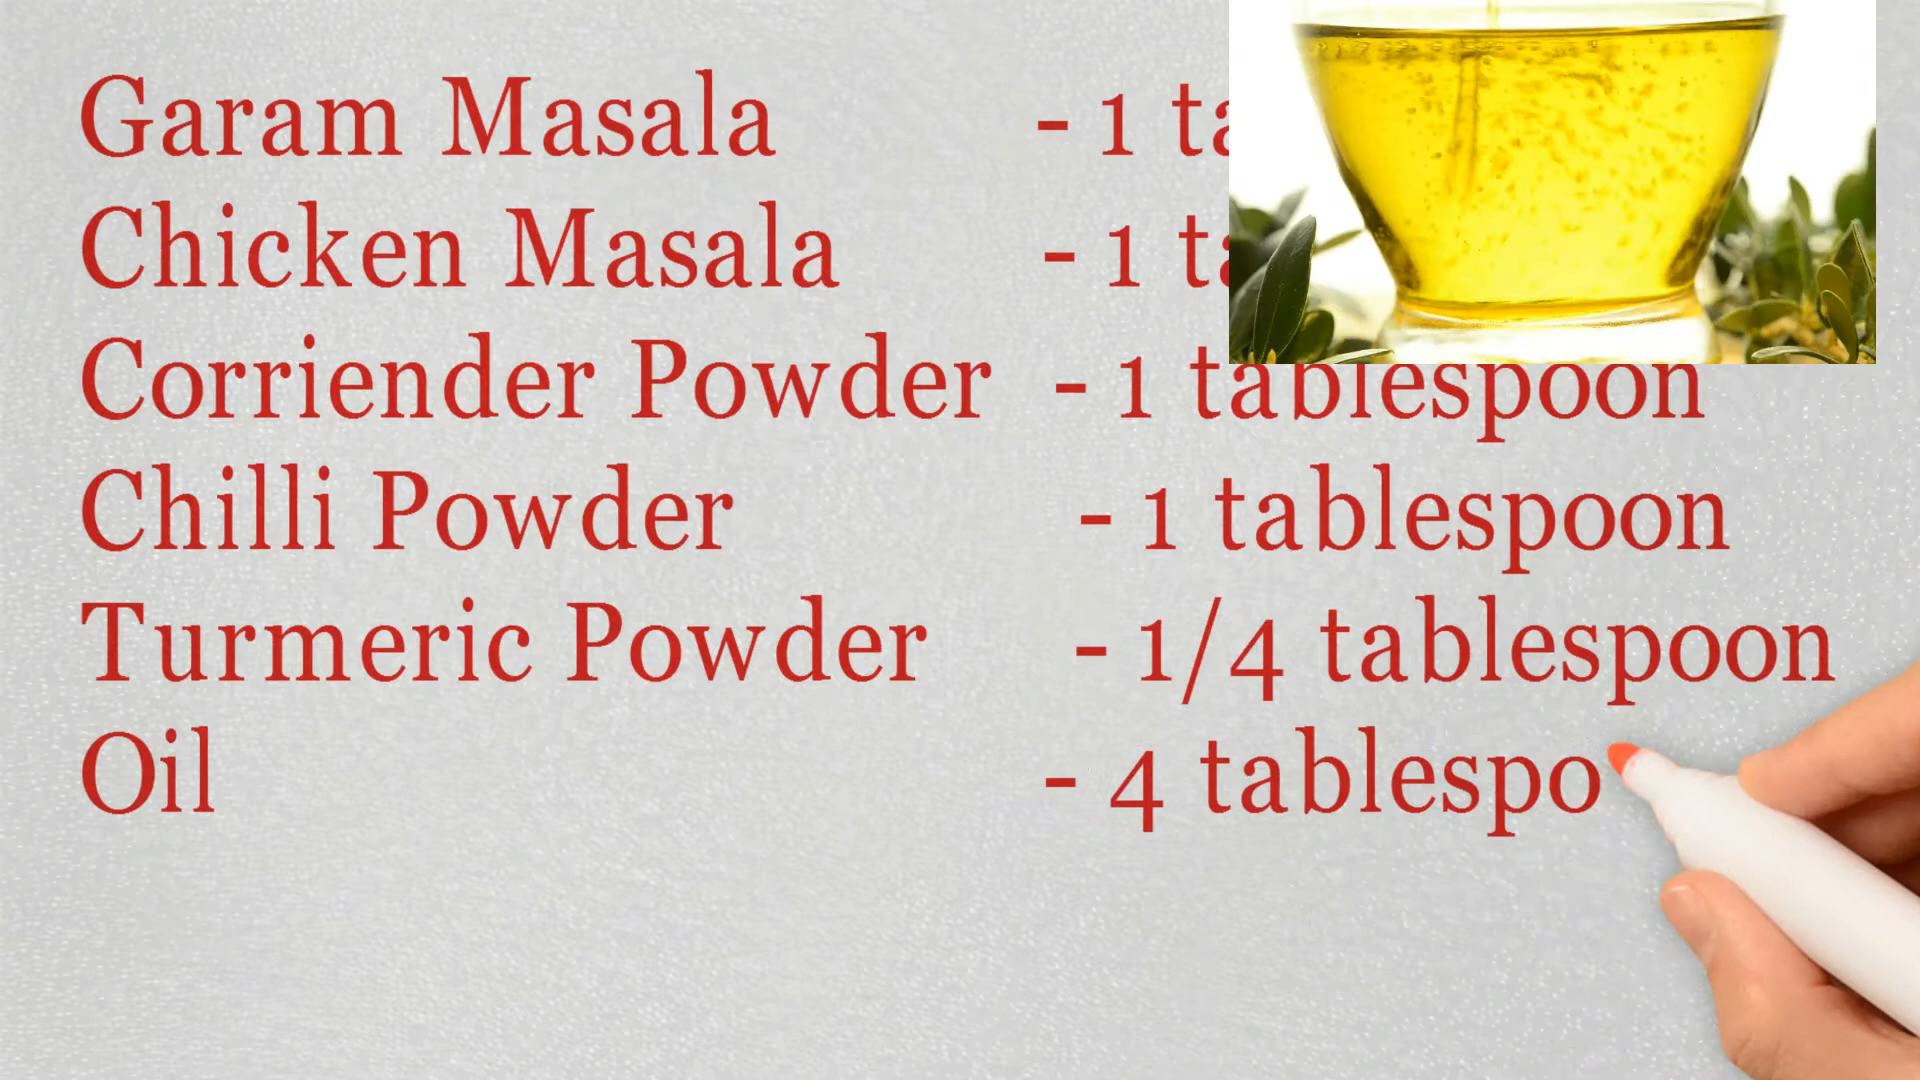 Garam Masala - 1 ta
Chicken Masala - 1 ta
Corriender Powder - 1 tablespoon
Chilli Powder - 1 tablespoon
Turmeric Powder - 1/4 tablespoon
Oil - 4 tablespo